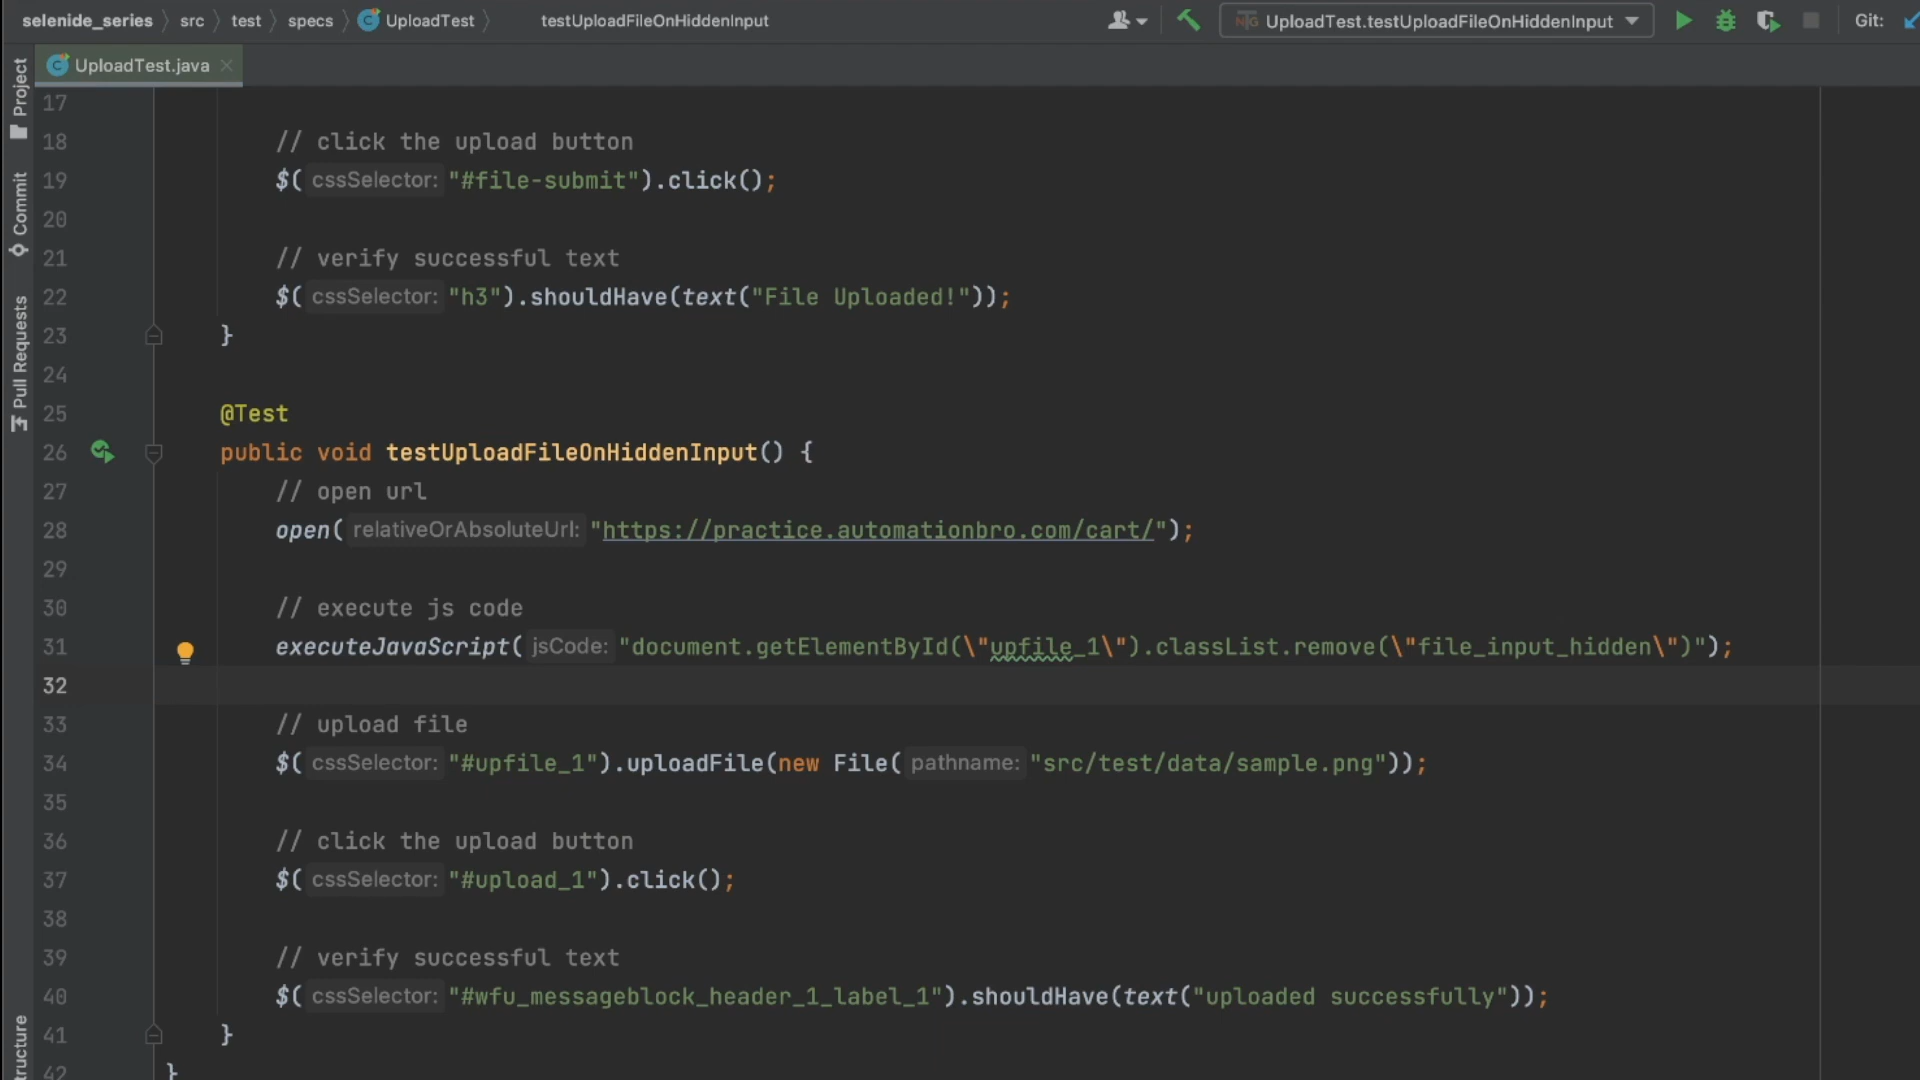 selenide_series src test specs UploadTest testUploadFileOnHiddenInput UploadTest.testUploadFileOnHiddenInput Git:
UploadTest.java
Project
Commit
Pull Requests
17
18 // click the upload button
19 $( cssSelector: "#file-submit").click();
20
21 // verify successful text
22 $( cssSelector: "h3").shouldHave(text("File Uploaded!"));
23 }
24
25 @Test
26 public void testUploadFileOnHiddenInput() {
27 // open url
28 open( relativeOrAbsoluteUrl: "https://practice.automationbro.com/cart/");
29
30 // execute js code
31 executeJavaScript( jsCode: "document.getElementById(\"upfile_1\").classList.remove(\"file_input_hidden\")");
32
33 // upload file
34 $( cssSelector: "#upfile_1").uploadFile(new File( pathname: "src/test/data/sample.png"));
35
36 // click the upload button
37 $( cssSelector: "#upload_1").click();
38
39 // verify successful text
40 $( cssSelector: "#wfu_messageblock_header_1_label_1").shouldHave(text("uploaded successfully"));
41 }
42 }
tructure